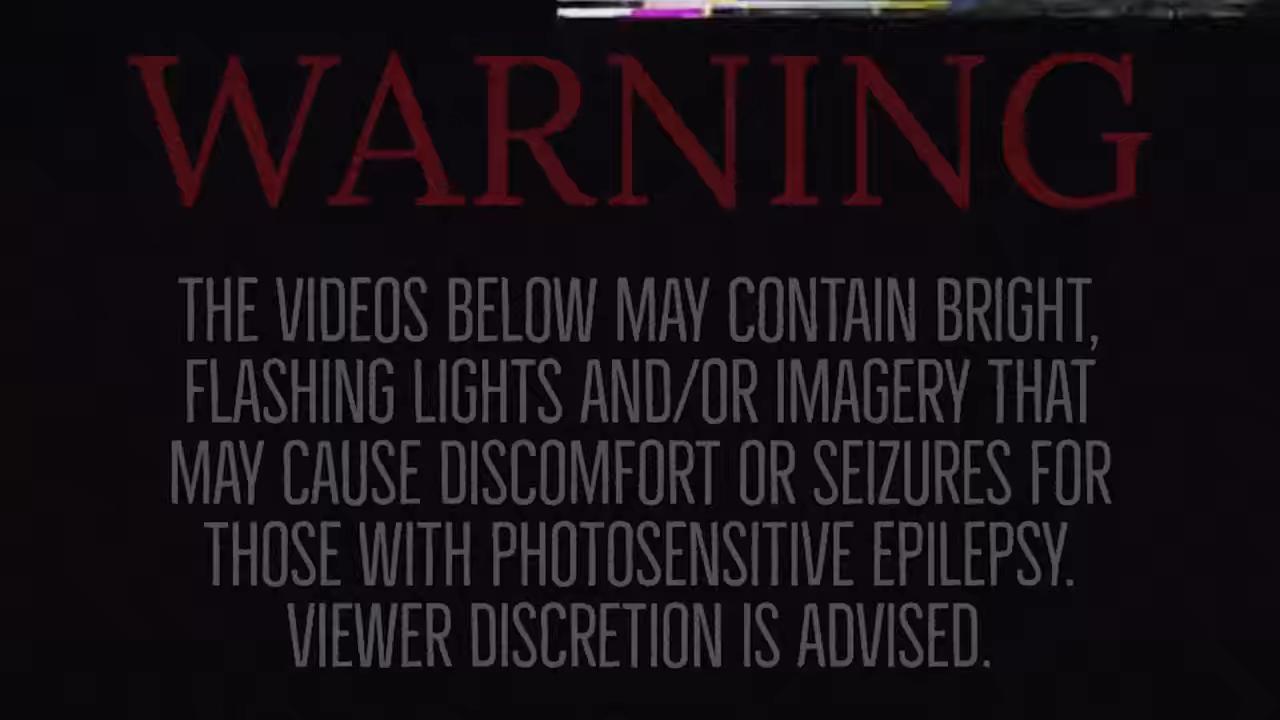 WARNING
THE VIDEOS BELOW MAY CONTAIN BRIGHT,
FLASHING LIGHTS AND/OR IMAGERY THAT
MAY CAUSE DISCOMFORT OR SEIZURES FOR
THOSE WITH PHOTOSENSITIVE EPILEPSY.
VIEWER DISCRETION IS ADVISED.